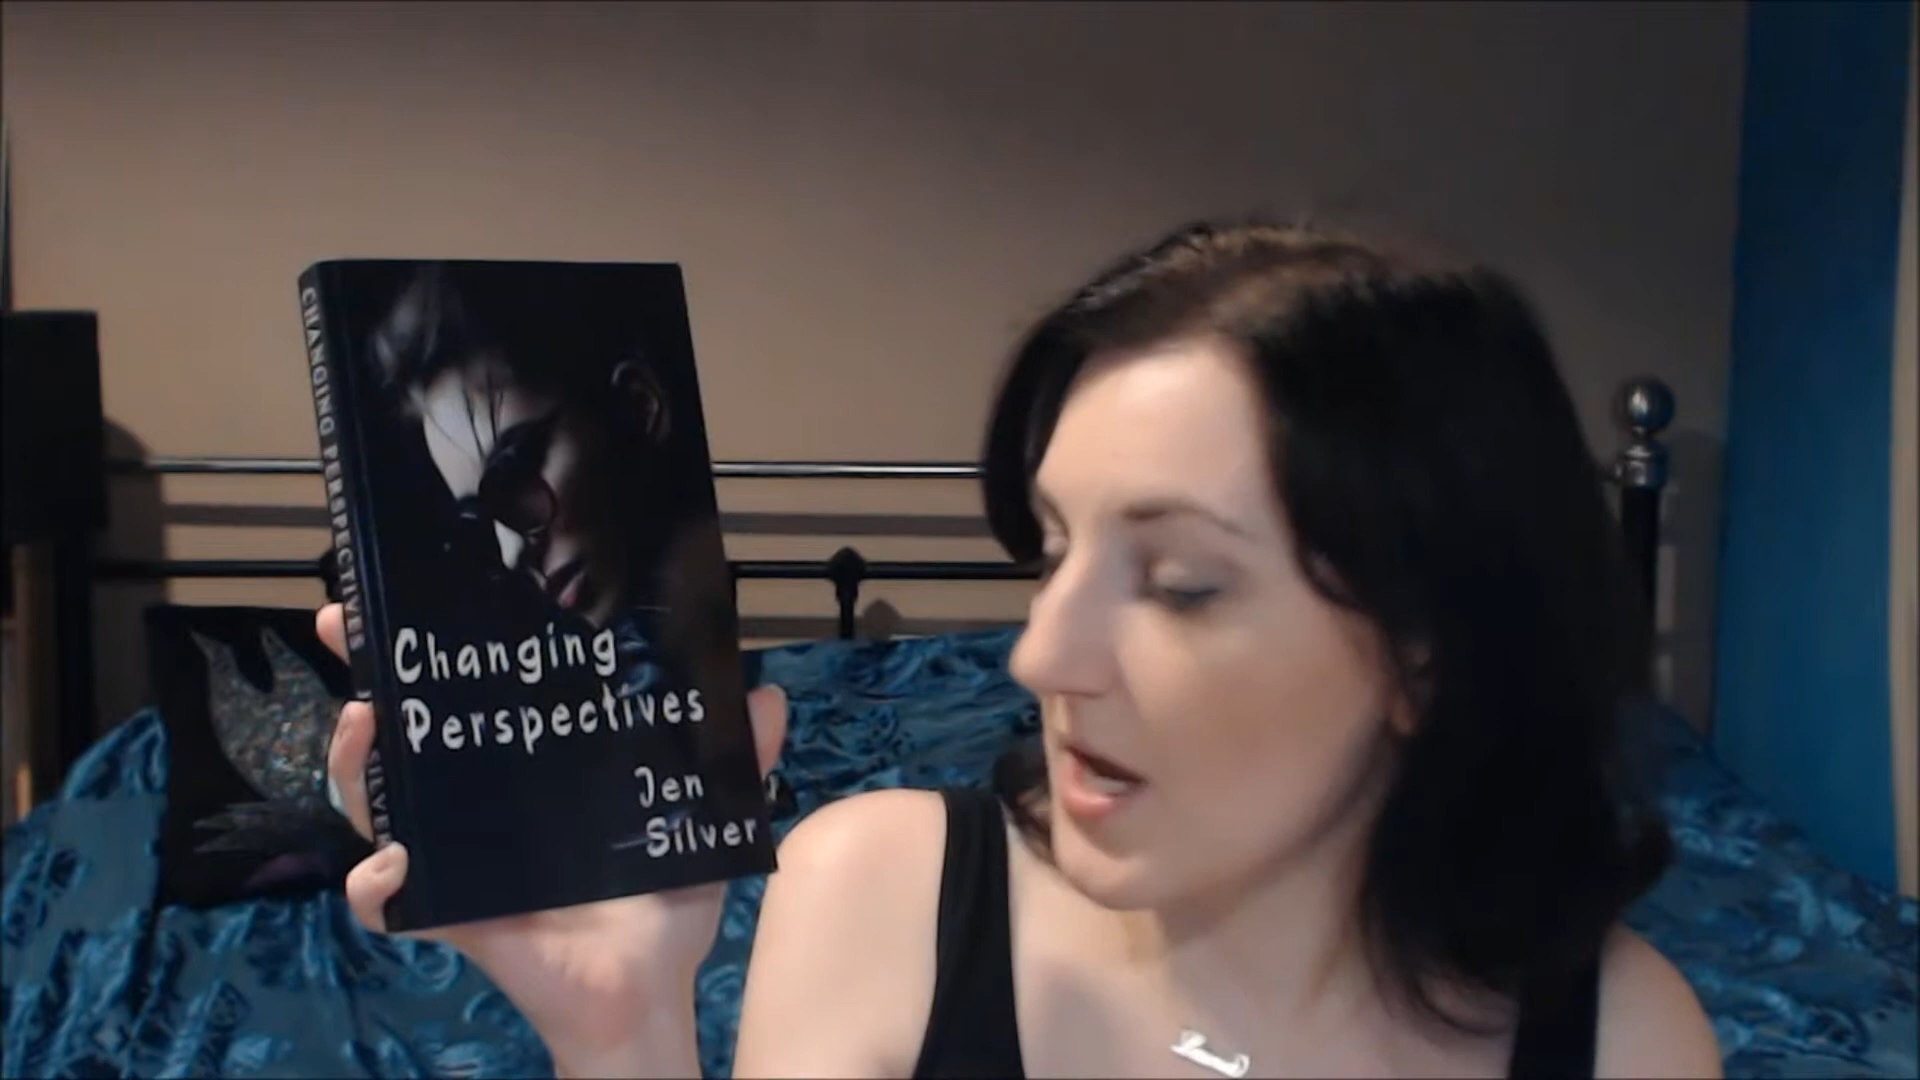 CHANGING PERSPECTIVES
SILVER
Changing
Perspectives
Jen
Silver